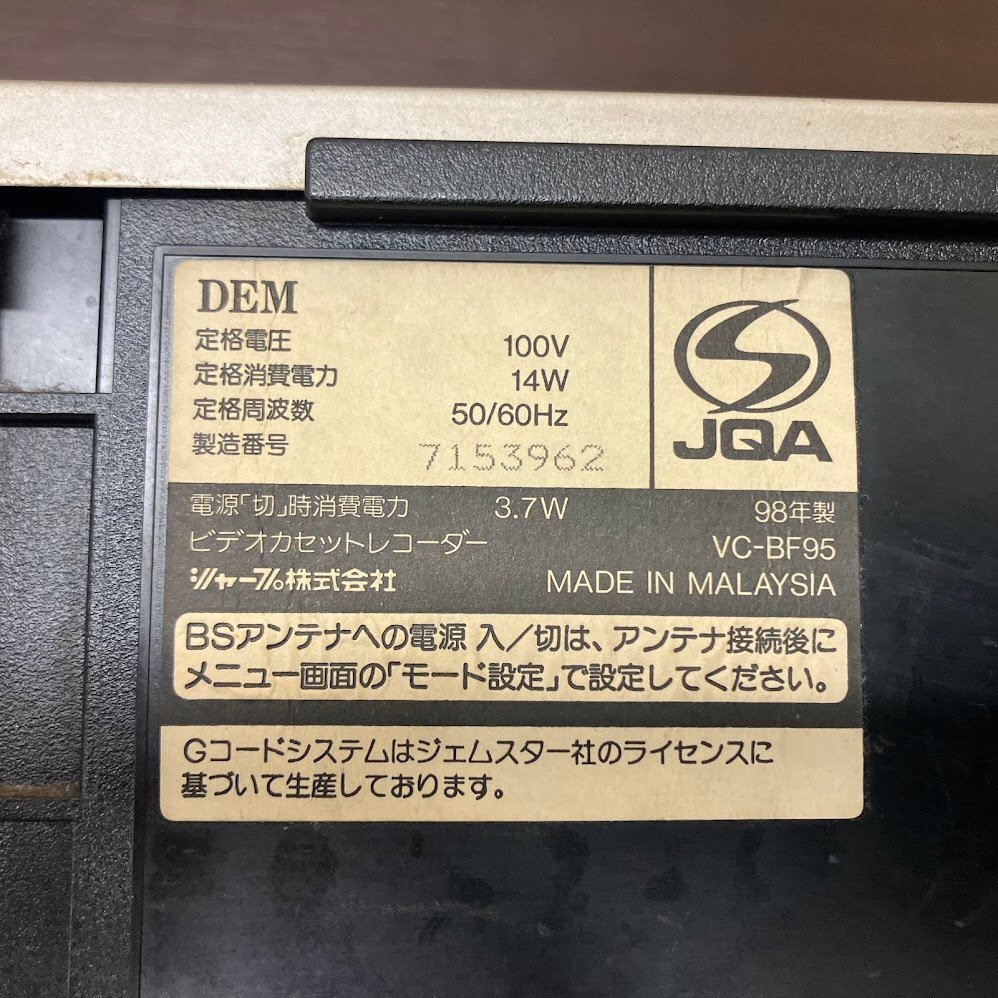 DEM
定格電圧 100V
定格消費電力 14W
定格周波数 50/60Hz
製造番号 7153962
JQA
電源「切」時消費電力 3.7W 98年製
ビデオカセットレコーダー VC-BF95
シャープ株式会社 MADE IN MALAYSIA
BSアンテナへの電源 入／切は、アンテナ接続後に
メニュー画面の「モード設定」で設定してください。
Gコードシステムはジェムスター社のライセンスに
基づいて生産しております。